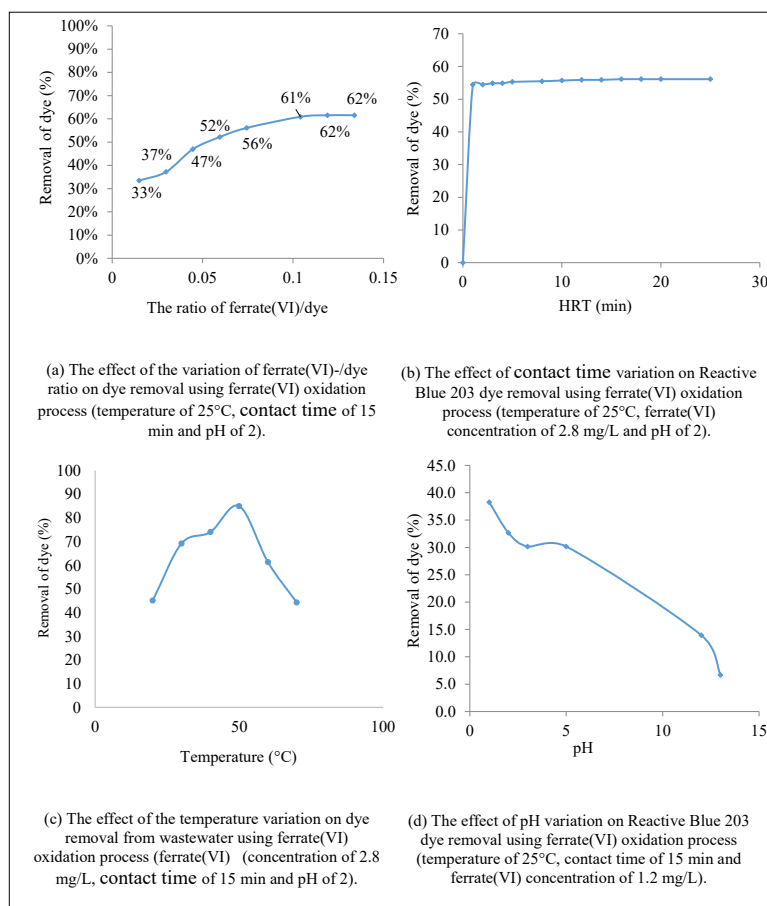 100%
90%
80%
70%
60%
50%
40%
30%
20%
10%
0%
Removal of dye (%)
33%
37%
47%
52%
56%
61%
62%
62%
0
0.05
0.1
0.15
The ratio of ferrate(VI)/dye
(a) The effect of the variation of ferrate(VI)-/dye
ratio on dye removal using ferrate(VI) oxidation
process (temperature of 25°C, contact time of 15
min and pH of 2).
70
60
50
40
30
20
10
0
Removal of dye (%)
0
10
20
30
HRT (min)
(b) The effect of contact time variation on Reactive
Blue 203 dye removal using ferrate(VI) oxidation
process (temperature of 25°C, ferrate(VI)
concentration of 2.8 mg/L and pH of 2).
100
90
80
70
60
50
40
30
20
10
0
Removal of dye (%)
0
50
100
Temperature (°C)
(c) The effect of the temperature variation on dye
removal from wastewater using ferrate(VI)
oxidation process (ferrate(VI) (concentration of 2.8
mg/L, contact time of 15 min and pH of 2).
45.0
40.0
35.0
30.0
25.0
20.0
15.0
10.0
5.0
0.0
Removal of dye (%)
0
5
10
15
pH
(d) The effect of pH variation on Reactive Blue 203
dye removal using ferrate(VI) oxidation process
(temperature of 25°C, contact time of 15 min and
ferrate(VI) concentration of 1.2 mg/L).